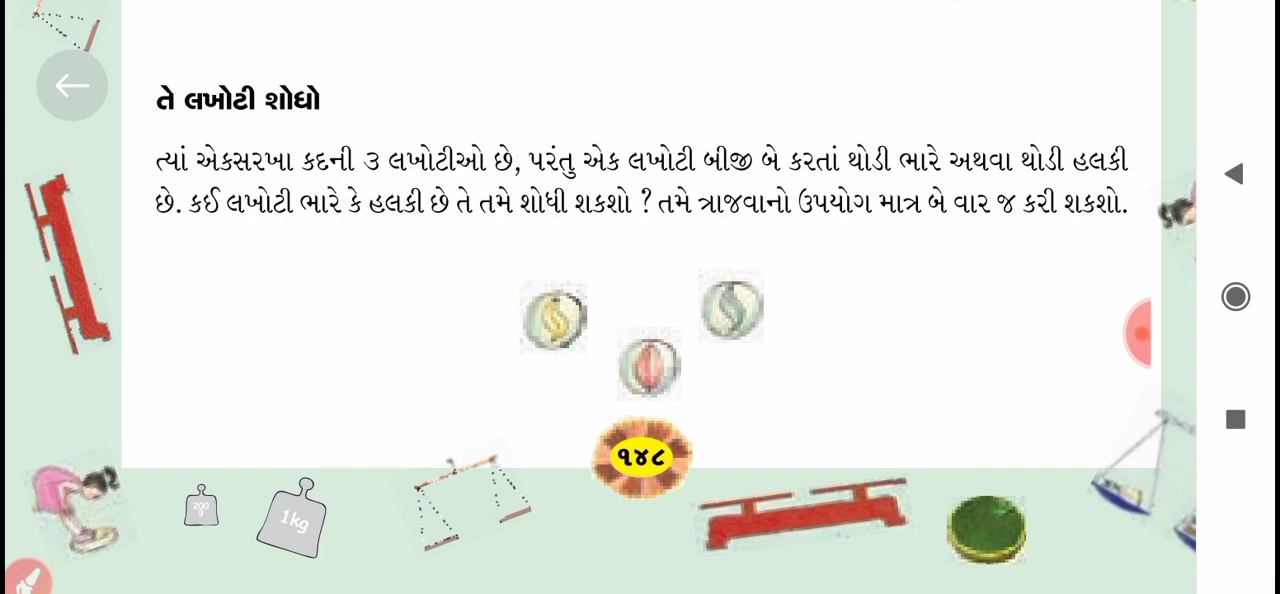 તે લખોટી શોધો
ત્યાં એકસરખા કદની ૩ લખોટીઓ છે, પરંતુ એક લખોટી બીજી બે કરતાં થોડી ભારે અથવા થોડી હલકી
છે. કઈ લખોટી ભારે કે હલકી છે તે તમે શોધી શકશો ? તમે ત્રાજવાનો ઉપયોગ માત્ર બે વાર જ કરી શકશો.
૧૪૮
200
g
1kg